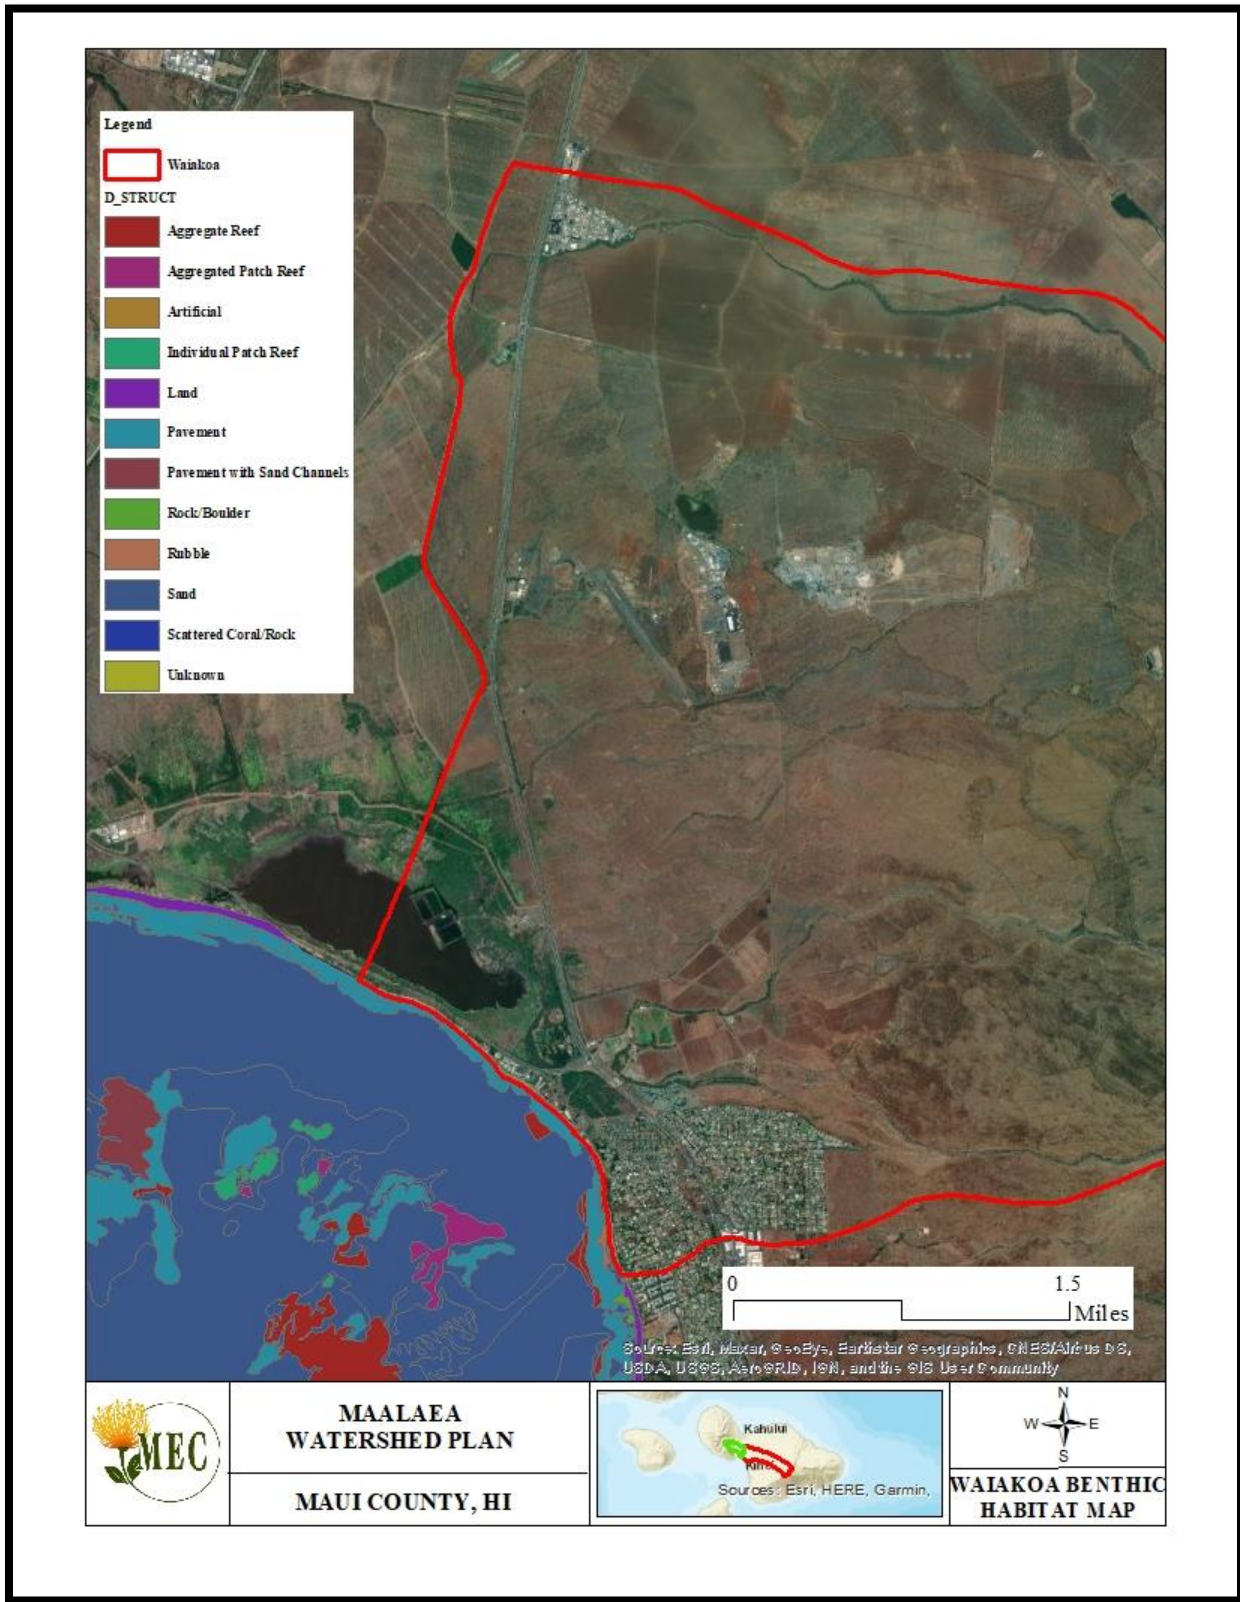 Legend
Waiakoa
D_STRUCT
Aggregate Reef
Aggregated Patch Reef
Artificial
Individual Patch Reef
Land
Pavement
Pavement with Sand Channels
Rock/Boulder
Rubble
Sand
Scattered Coral/Rock
Unknown
0 1.5
Miles
Source: Esri, Maxar, GeoEye, Earthstar Geographics, CNES/Airbus DS,
USDA, USGS, AeroGRID, IGN, and the GIS User Community
MEC
MAALAEA
WATERSHED PLAN
MAUI COUNTY, HI
Kahului
Kihei
Sources: Esri, HERE, Garmin,
N
W E
S
WAIAKOA BENTHIC
HABITAT MAP